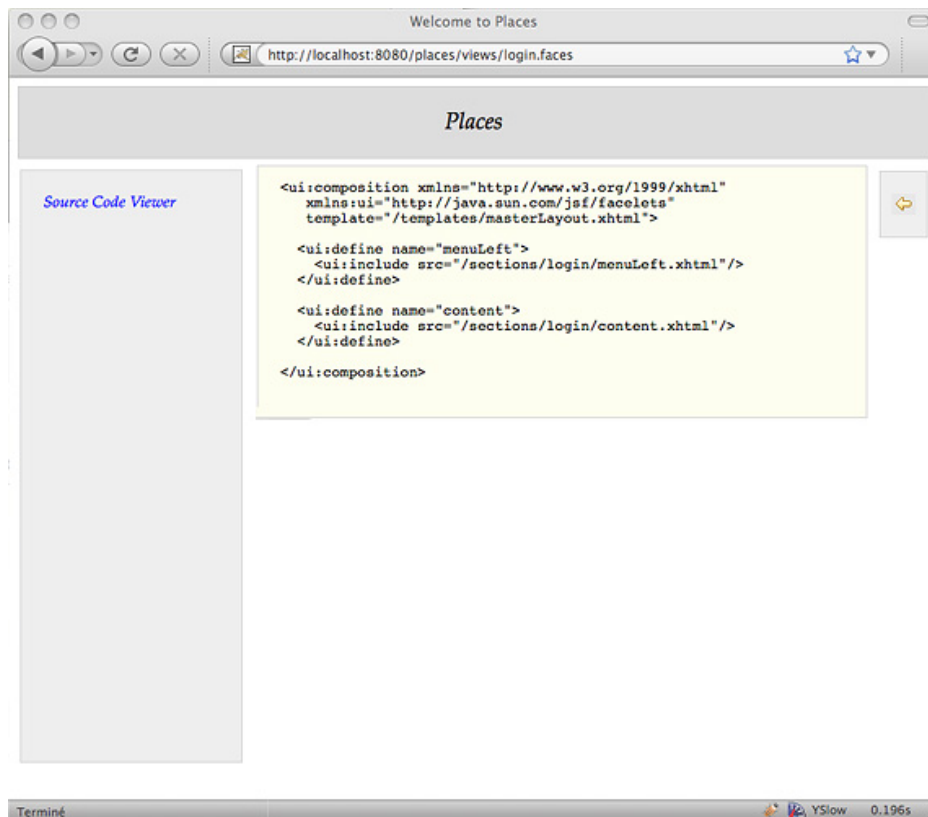 Welcome to Places
http://localhost:8080/places/views/login.faces
Places
Source Code Viewer
<ui:composition xmlns="http://www.w3.org/1999/xhtml"
xmlns:ui="http://java.sun.com/jsf/facelets"
template="/templates/masterLayout.xhtml">
<ui:define name="menuLeft">
<ui:include src="/sections/login/menuLeft.xhtml"/>
</ui:define>
<ui:define name="content">
<ui:include src="/sections/login/content.xhtml"/>
</ui:define>
</ui:composition>
Terminé YSlow 0.196s